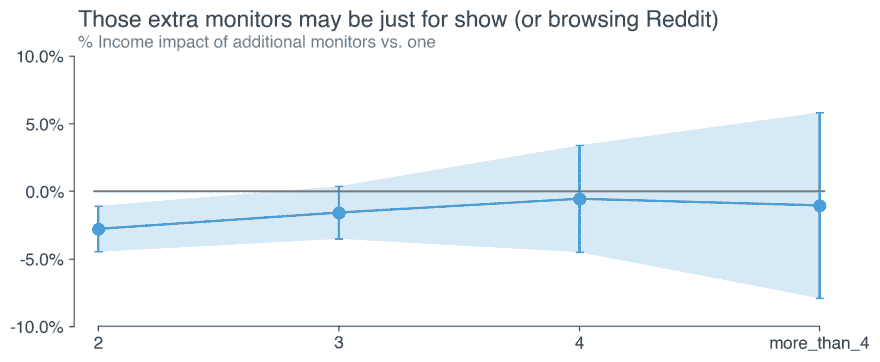 Those extra monitors may be just for show (or browsing Reddit)
% Income impact of additional monitors vs. one
10.0%
5.0%
0.0%
-5.0%
-10.0%
2 3 4 more_than_4